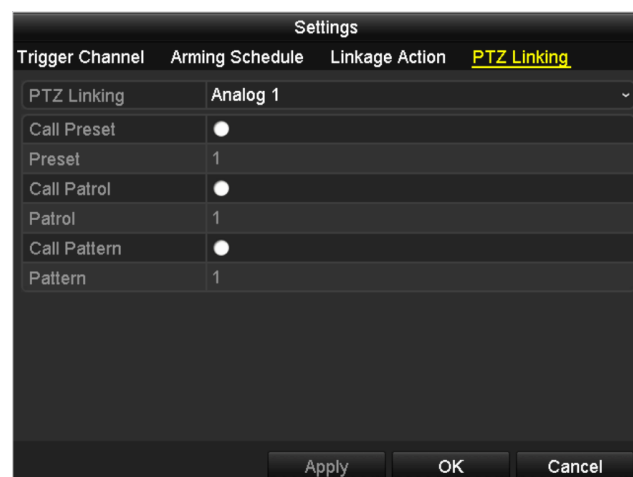 Settings
Trigger Channel Arming Schedule Linkage Action PTZ Linking
PTZ Linking Analog 1
Call Preset
Preset 1
Call Patrol
Patrol 1
Call Pattern
Pattern 1
Apply OK Cancel